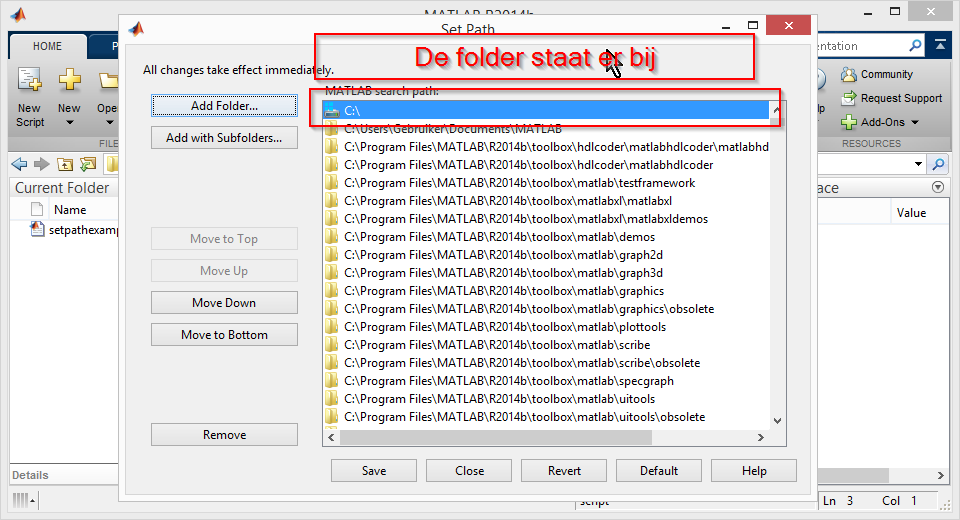 MATLAB R2014b
Set Path
HOME
P
entation
De folder staat er bij
All changes take effect immediately.
MATLAB search path:
New Script
New
Open
FILE
Community
Request Support
Add-Ons
RESOURCES
Add Folder...
Add with Subfolders...
Move to Top
Move Up
Move Down
Move to Bottom
Remove
C:\
C:\Users\Gebruiker\Documents\MATLAB
C:\Program Files\MATLAB\R2014b\toolbox\hdlcoder\matlabhdlcoder\matlabhd
C:\Program Files\MATLAB\R2014b\toolbox\hdlcoder\matlabhdlcoder
C:\Program Files\MATLAB\R2014b\toolbox\matlab\testframework
C:\Program Files\MATLAB\R2014b\toolbox\matlabxl\matlabxl
C:\Program Files\MATLAB\R2014b\toolbox\matlabxl\matlabxldemos
C:\Program Files\MATLAB\R2014b\toolbox\matlab\demos
C:\Program Files\MATLAB\R2014b\toolbox\matlab\graph2d
C:\Program Files\MATLAB\R2014b\toolbox\matlab\graph3d
C:\Program Files\MATLAB\R2014b\toolbox\matlab\graphics
C:\Program Files\MATLAB\R2014b\toolbox\matlab\graphics\obsolete
C:\Program Files\MATLAB\R2014b\toolbox\matlab\plottools
C:\Program Files\MATLAB\R2014b\toolbox\matlab\scribe
C:\Program Files\MATLAB\R2014b\toolbox\matlab\scribe\obsolete
C:\Program Files\MATLAB\R2014b\toolbox\matlab\specgraph
C:\Program Files\MATLAB\R2014b\toolbox\matlab\uitools
C:\Program Files\MATLAB\R2014b\toolbox\matlab\uitools\obsolete
Current Folder
Name
setpathexamp
ace
Value
Details
Save
Close
Revert
Default
Help
script
Ln 3 Col 1